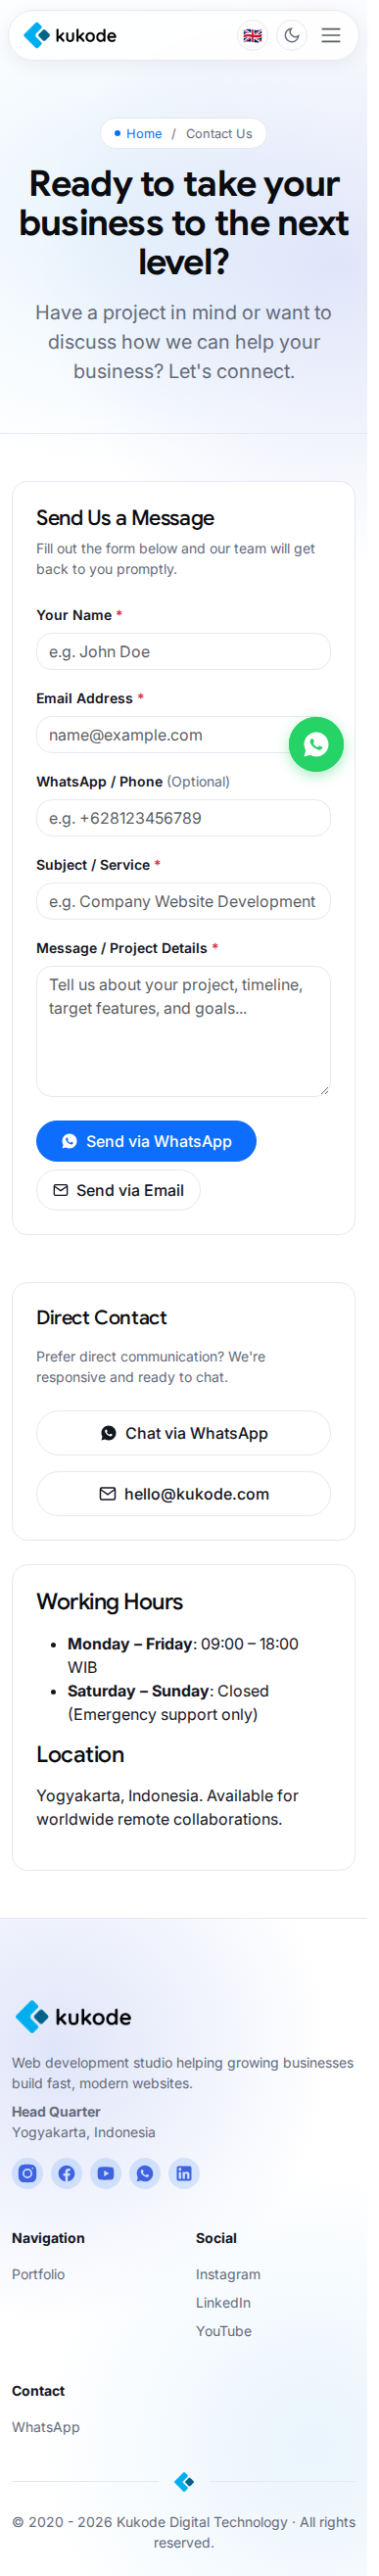 kukode
Home / Contact Us
Ready to take your
business to the next
level?
Have a project in mind or want to
discuss how we can help your
business? Let's connect.
Send Us a Message
Fill out the form below and our team will get
back to you promptly.
Your Name *
e.g. John Doe
Email Address *
name@example.com
WhatsApp / Phone (Optional)
e.g. +628123456789
Subject / Service *
e.g. Company Website Development
Message / Project Details *
Tell us about your project, timeline,
target features, and goals...
Send via WhatsApp
Send via Email
Direct Contact
Prefer direct communication? We're
responsive and ready to chat.
Chat via WhatsApp
hello@kukode.com
Working Hours
• Monday – Friday: 09:00 – 18:00
WIB
• Saturday – Sunday: Closed
(Emergency support only)
Location
Yogyakarta, Indonesia. Available for
worldwide remote collaborations.
kukode
Web development studio helping growing businesses
build fast, modern websites.
Head Quarter
Yogyakarta, Indonesia
Navigation
Portfolio
Social
Instagram
LinkedIn
YouTube
Contact
WhatsApp
© 2020 - 2026 Kukode Digital Technology · All rights
reserved.